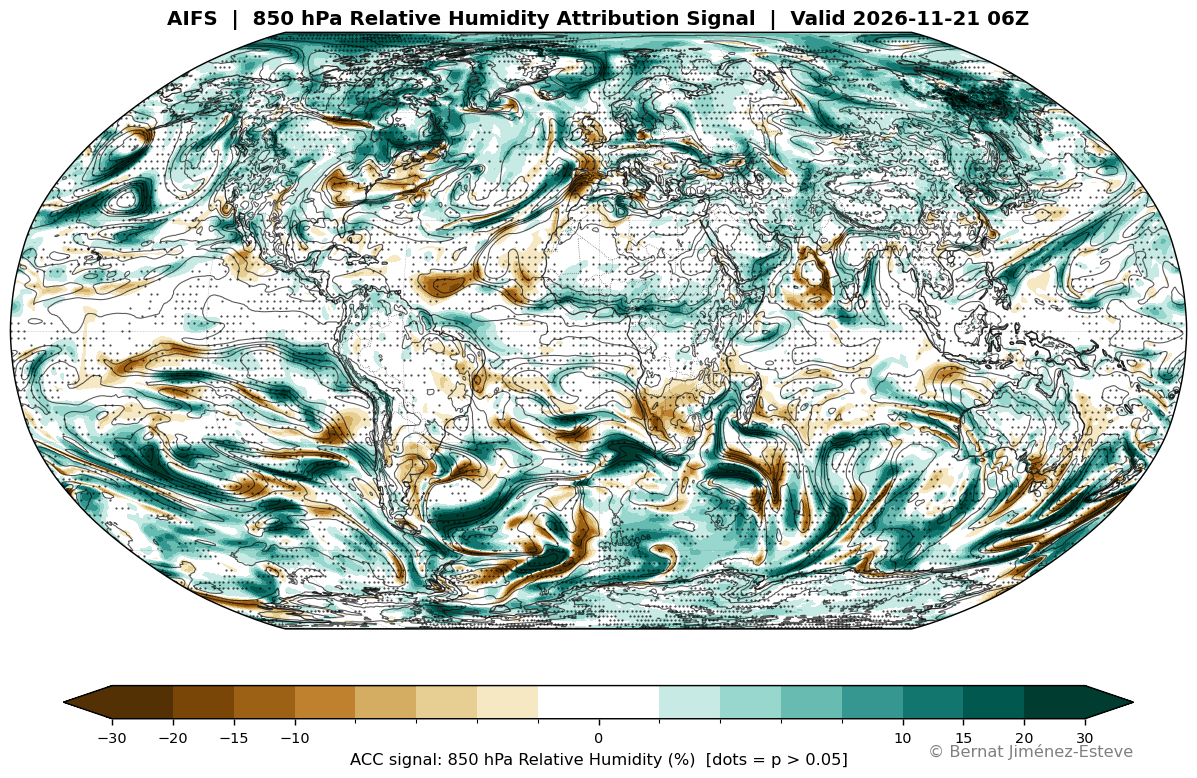 AIFS | 850 hPa Relative Humidity Attribution Signal | Valid 2026-11-21 06Z
−30 −20 −15 −10 0 10 15 20 30
ACC signal: 850 hPa Relative Humidity (%) [dots = p > 0.05]
© Bernat Jiménez-Esteve